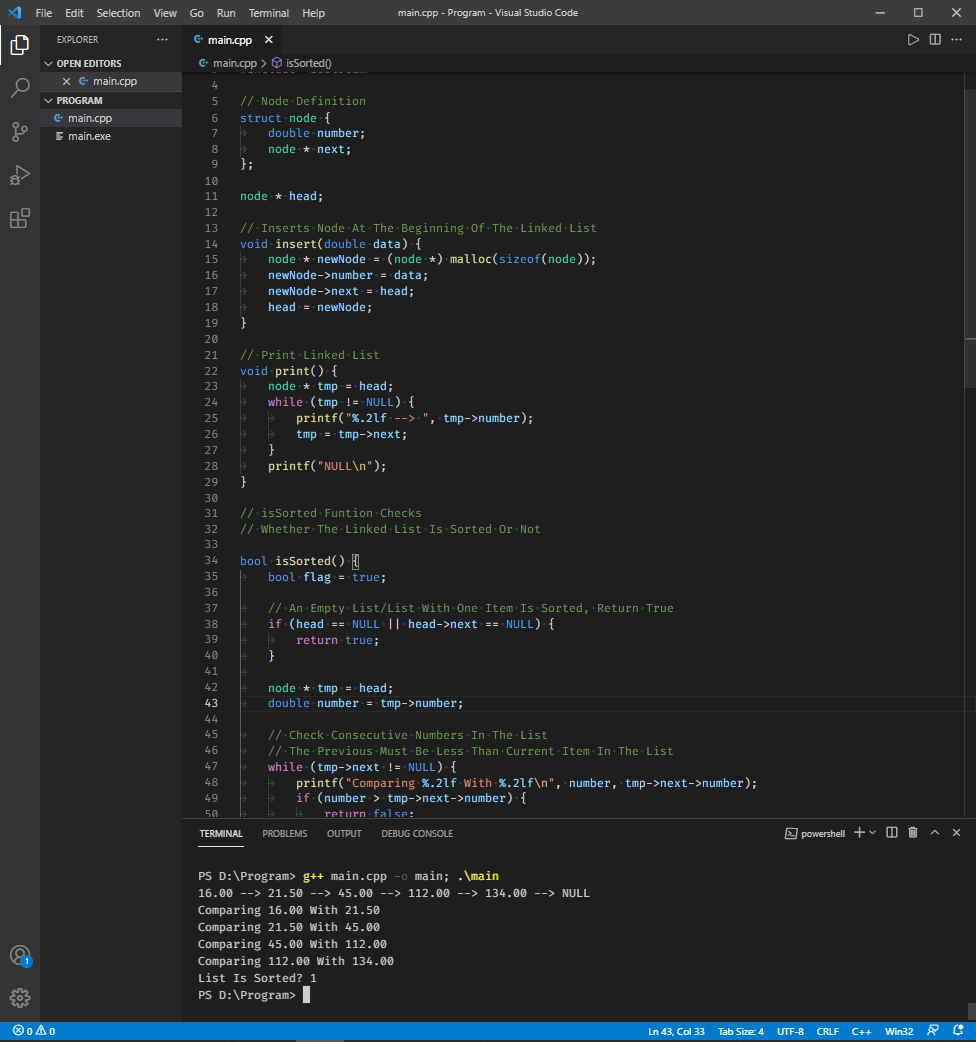 File Edit Selection View Go Run Terminal Help main.cpp - Program - Visual Studio Code
EXPLORER
OPEN EDITORS
main.cpp
PROGRAM
main.cpp
main.exe
main.cpp
main.cpp > isSorted()
4
5 // Node Definition
6 struct node {
7 double number;
8 node * next;
9 };
10
11 node * head;
12
13 // Inserts Node At The Beginning Of The Linked List
14 void insert(double data) {
15 node * newNode = (node *) malloc(sizeof(node));
16 newNode->number = data;
17 newNode->next = head;
18 head = newNode;
19 }
20
21 // Print Linked List
22 void print() {
23 node * tmp = head;
24 while (tmp != NULL) {
25 printf("%.2lf --> ", tmp->number);
26 tmp = tmp->next;
27 }
28 printf("NULL\n");
29 }
30
31 // isSorted Funtion Checks
32 // Whether The Linked List Is Sorted Or Not
33
34 bool isSorted() {
35 bool flag = true;
36
37 // An Empty List/List With One Item Is Sorted, Return True
38 if (head == NULL || head->next == NULL) {
39 return true;
40 }
41
42 node * tmp = head;
43 double number = tmp->number;
44
45 // Check Consecutive Numbers In The List
46 // The Previous Must Be Less Than Current Item In The List
47 while (tmp->next != NULL) {
48 printf("Comparing %.2lf With %.2lf\n", number, tmp->next->number);
49 if (number > tmp->next->number) {
50 return false;
TERMINAL PROBLEMS OUTPUT DEBUG CONSOLE powershell
PS D:\Program> g++ main.cpp -o main; .\main
16.00 --> 21.50 --> 45.00 --> 112.00 --> 134.00 --> NULL
Comparing 16.00 With 21.50
Comparing 21.50 With 45.00
Comparing 45.00 With 112.00
Comparing 112.00 With 134.00
List Is Sorted? 1
PS D:\Program>
1
0 0 Ln 43, Col 33 Tab Size: 4 UTF-8 CRLF C++ Win32